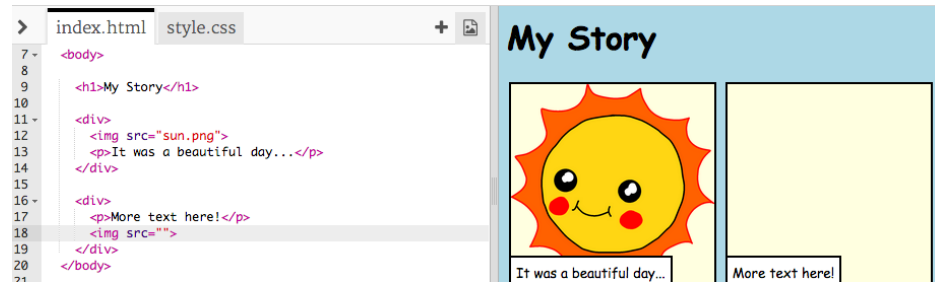 index.html style.css +
7 <body>
8
9 <h1>My Story</h1>
10
11 <div>
12 <img src="sun.png">
13 <p>It was a beautiful day...</p>
14 </div>
15
16 <div>
17 <p>More text here!</p>
18 <img src="">
19 </div>
20 </body>
21
My Story
It was a beautiful day...
More text here!